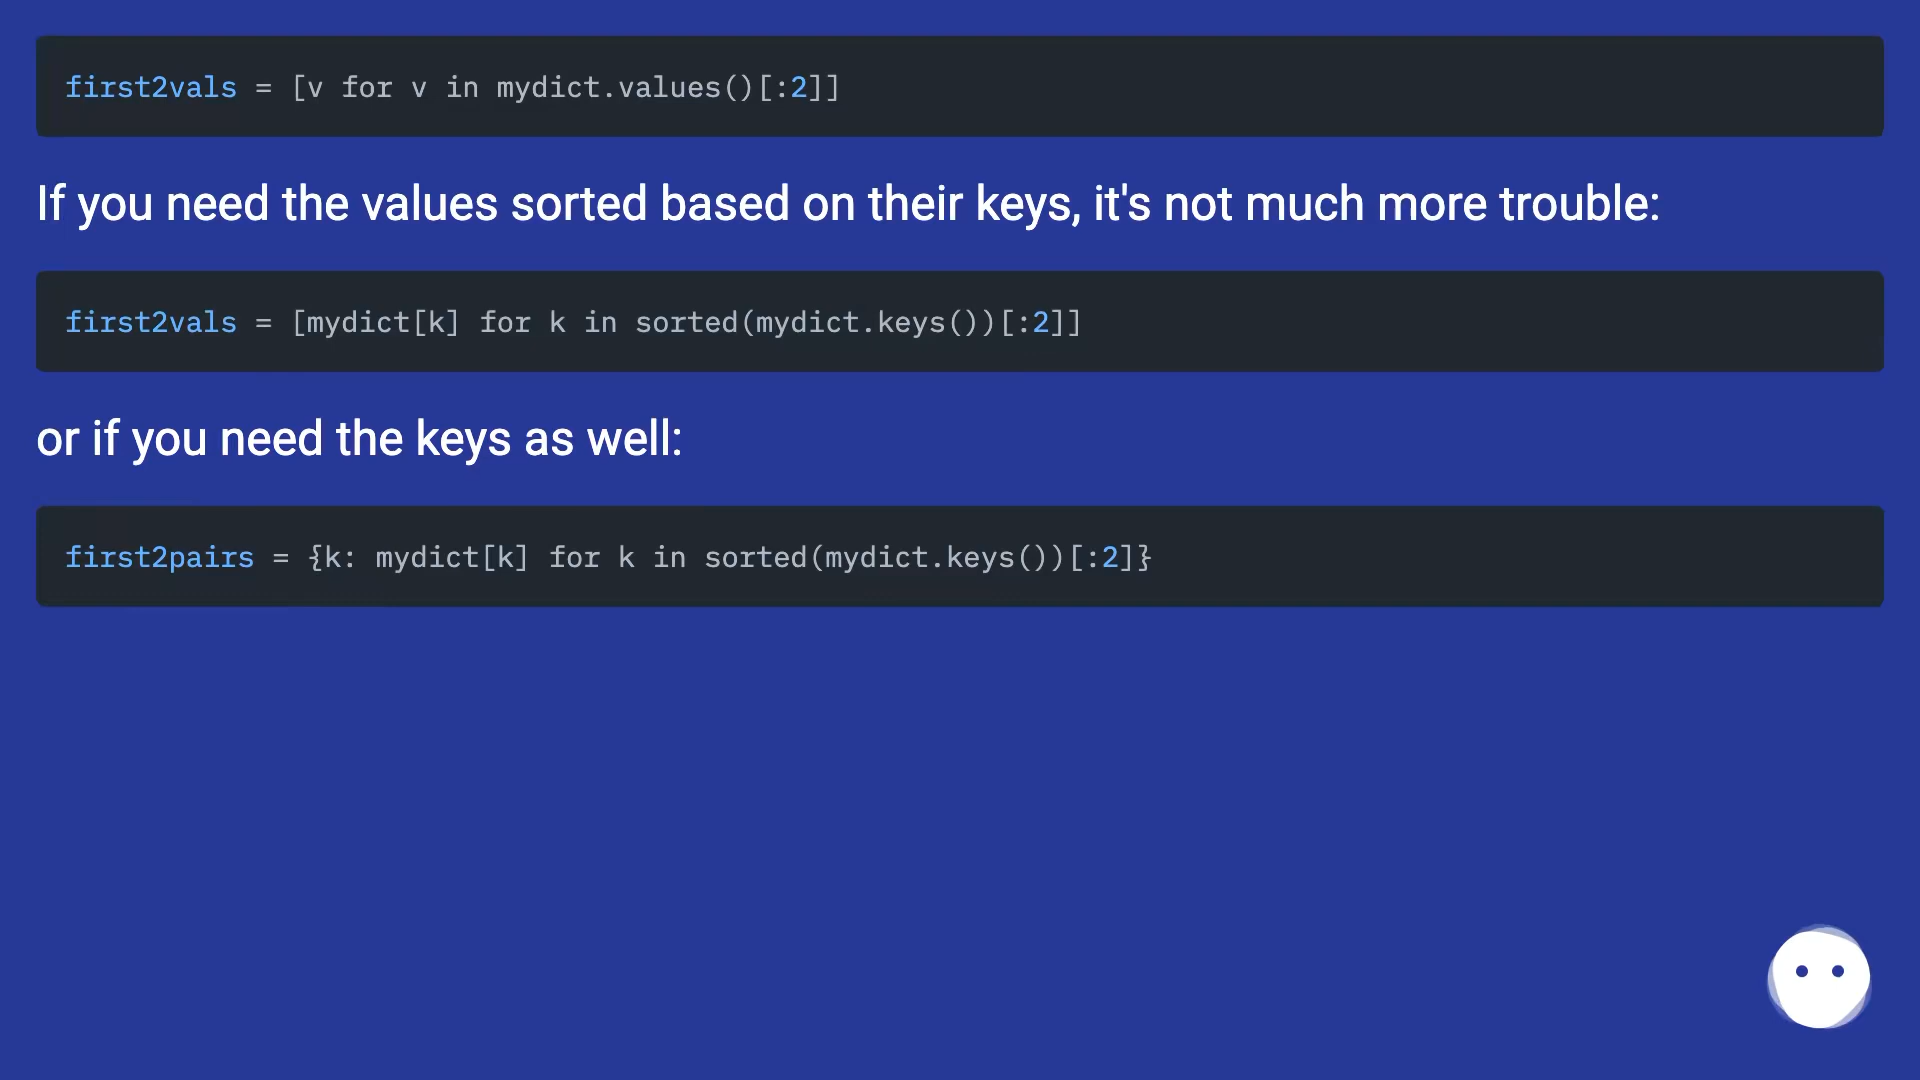 first2vals = [v for v in mydict.values()[:2]]
If you need the values sorted based on their keys, it's not much more trouble:
first2vals = [mydict[k] for k in sorted(mydict.keys())[:2]]
or if you need the keys as well:
first2pairs = {k: mydict[k] for k in sorted(mydict.keys())[:2]}